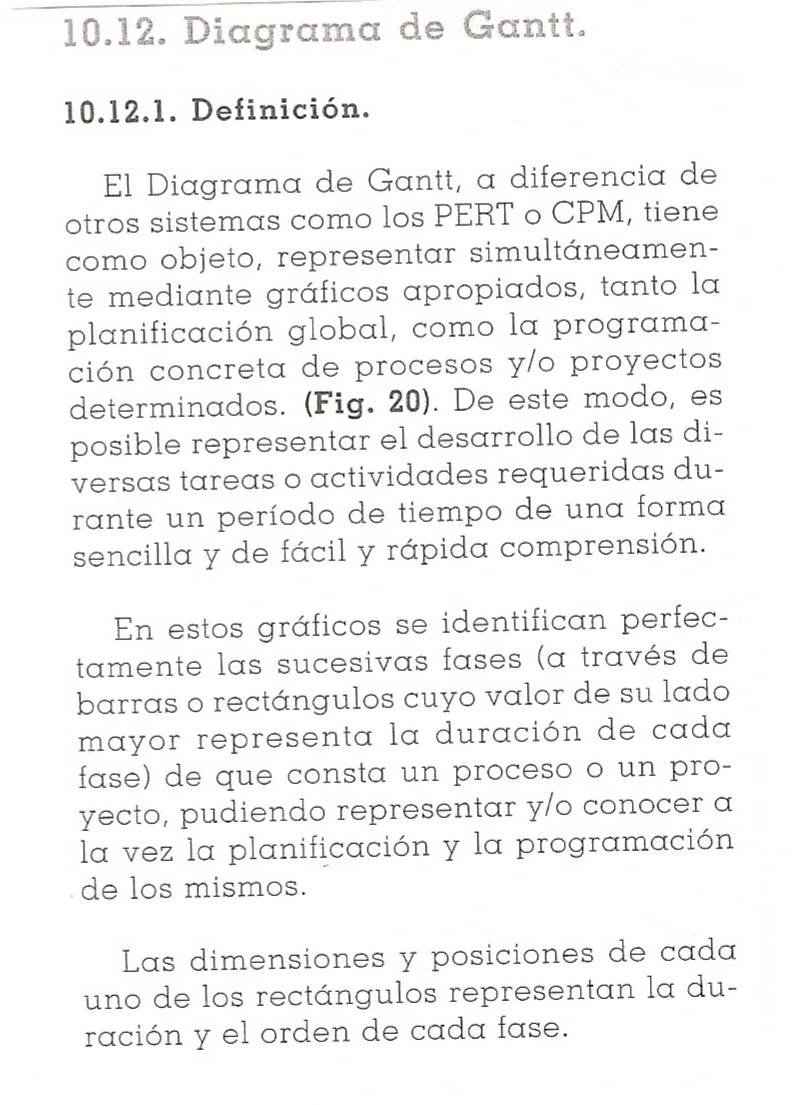 10.12. Diagrama de Gantt.
10.12.1. Definición.
El Diagrama de Gantt, a diferencia de
otros sistemas como los PERT o CPM, tiene
como objeto, representar simultáneamen-
te mediante gráficos apropiados, tanto la
planificación global, como la programa-
ción concreta de procesos y/o proyectos
determinados. (Fig. 20). De este modo, es
posible representar el desarrollo de las di-
versas tareas o actividades requeridas du-
rante un período de tiempo de una forma
sencilla y de fácil y rápida comprensión.
En estos gráficos se identifican perfec-
tamente las sucesivas fases (a través de
barras o rectángulos cuyo valor de su lado
mayor representa la duración de cada
fase) de que consta un proceso o un pro-
yecto, pudiendo representar y/o conocer a
la vez la planificación y la programación
de los mismos.
Las dimensiones y posiciones de cada
uno de los rectángulos representan la du-
ración y el orden de cada fase.